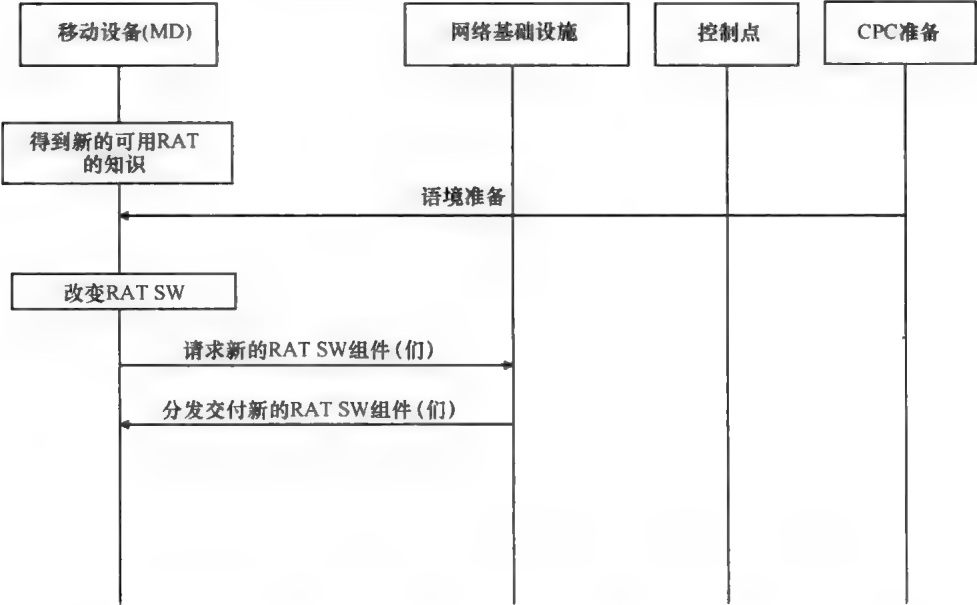 移动设备(MD)
网络基础设施
控制点
CPC准备
得到新的可用RAT
的知识
语境准备
改变RAT SW
请求新的RAT SW组件(们)
分发交付新的RAT SW组件(们)